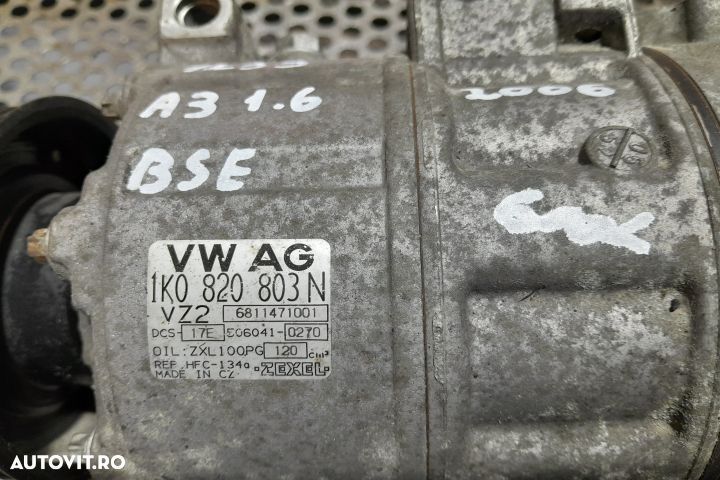 A3 1.6
2006
BSE
VW AG
1K0 820 803 N
VZ2 6811471001
DCS-17E 506041-0270
OIL:ZXL100PG 120 cm³
REF.HFC-134a
MADE IN CZ ZEXEL
AUTOVIT.RO